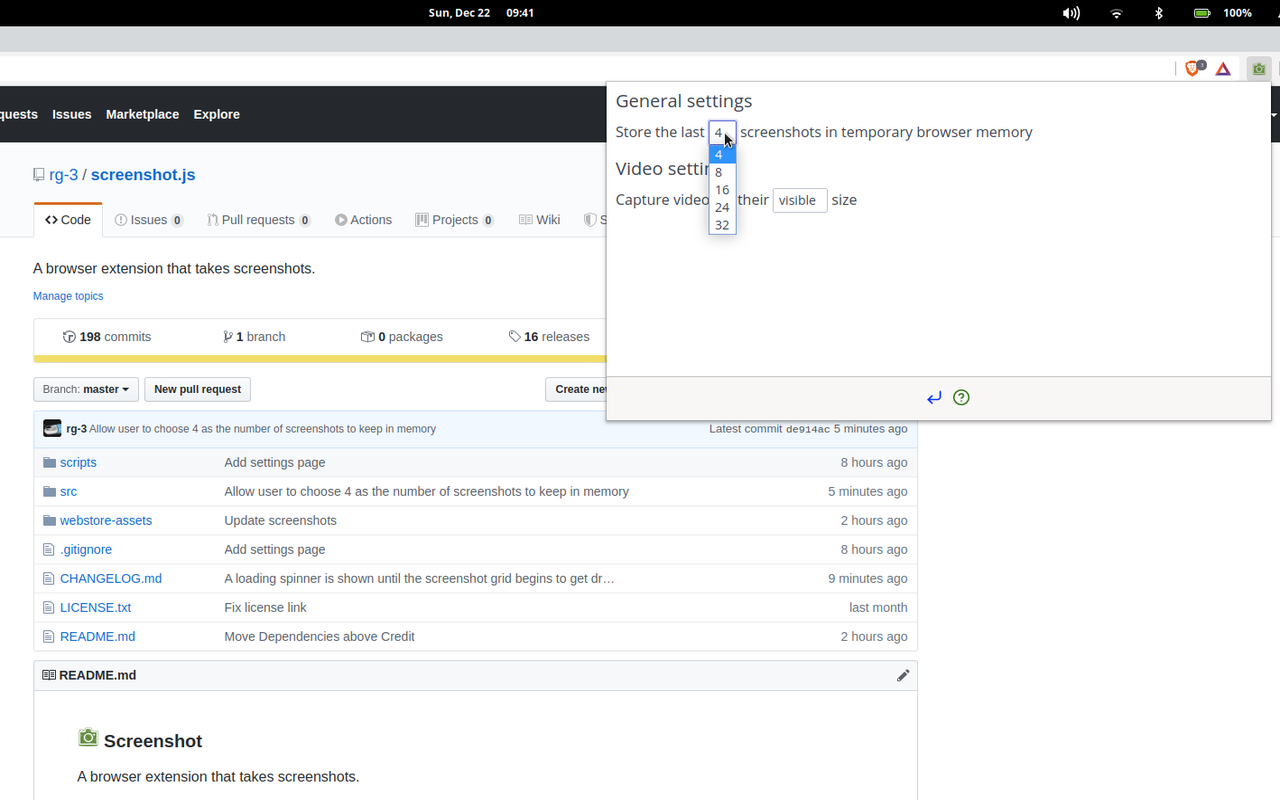 Sun, Dec 22 09:41
100%
quests Issues Marketplace Explore
General settings
Store the last 4 screenshots in temporary browser memory
4
8
16
24
32
Video settin
Capture video their visible size
rg-3 / screenshot.js
Code Issues 0 Pull requests 0 Actions Projects 0 Wiki S
A browser extension that takes screenshots.
Manage topics
198 commits 1 branch 0 packages 16 releases
Branch: master New pull request Create new
rg-3 Allow user to choose 4 as the number of screenshots to keep in memory Latest commit de914ac 5 minutes ago
scripts Add settings page 8 hours ago
src Allow user to choose 4 as the number of screenshots to keep in memory 5 minutes ago
webstore-assets Update screenshots 2 hours ago
.gitignore Add settings page 8 hours ago
CHANGELOG.md A loading spinner is shown until the screenshot grid begins to get dr… 9 minutes ago
LICENSE.txt Fix license link last month
README.md Move Dependencies above Credit 2 hours ago
README.md
Screenshot
A browser extension that takes screenshots.